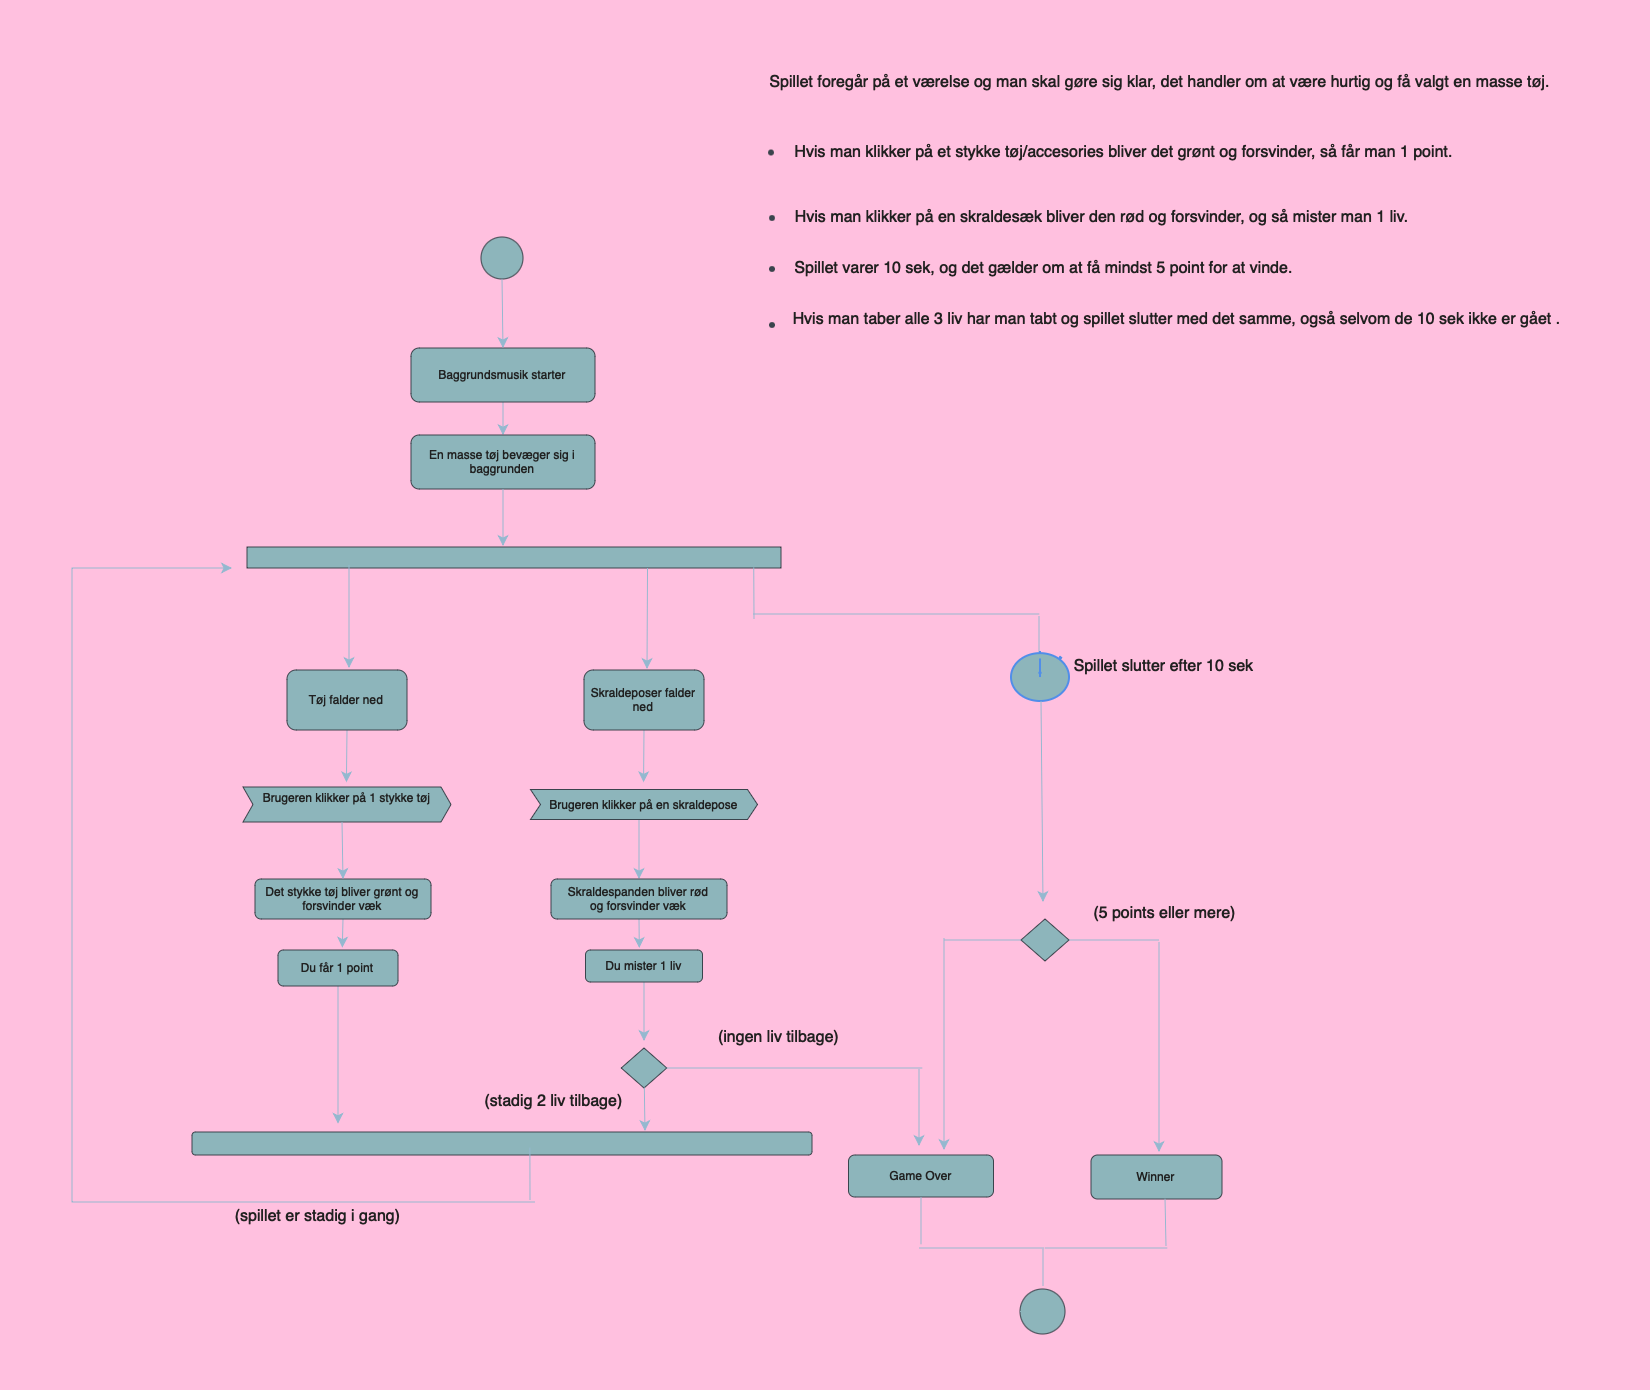 Spillet foregår på et værelse og man skal gøre sig klar, det handler om at være hurtig og få valgt en masse tøj.
Hvis man klikker på et stykke tøj/accesories bliver det grønt og forsvinder, så får man 1 point.
Hvis man klikker på en skraldesæk bliver den rød og forsvinder, og så mister man 1 liv.
Spillet varer 10 sek, og det gælder om at få mindst 5 point for at vinde.
Hvis man taber alle 3 liv har man tabt og spillet slutter med det samme, også selvom de 10 sek ikke er gået .
Baggrundsmusik starter
En masse tøj bevæger sig i
baggrunden
Tøj falder ned
Skraldeposer falder
ned
Spillet slutter efter 10 sek
Brugeren klikker på 1 stykke tøj
Brugeren klikker på en skraldepose
Det stykke tøj bliver grønt og
forsvinder væk
Skraldespanden bliver rød
og forsvinder væk
(5 points eller mere)
Du får 1 point
Du mister 1 liv
(ingen liv tilbage)
(stadig 2 liv tilbage)
Game Over
Winner
(spillet er stadig i gang)